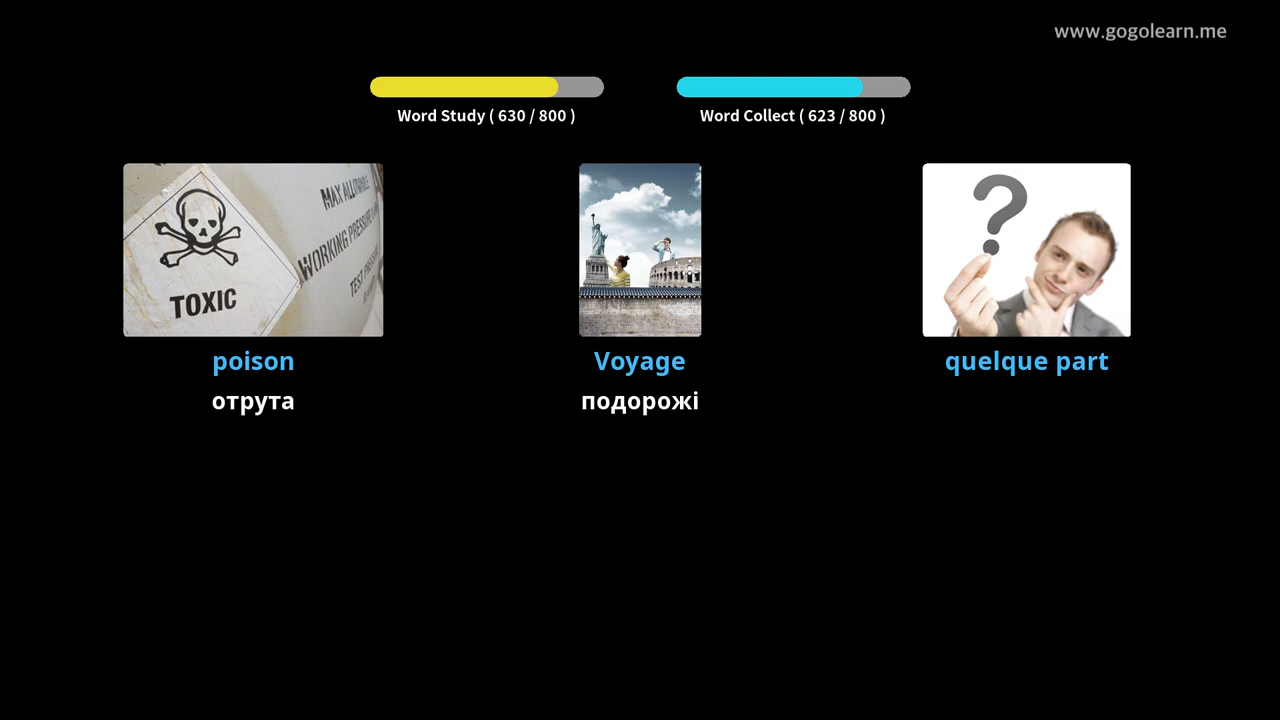 www.gogolearn.me
Word Study ( 630 / 800 )
Word Collect ( 623 / 800 )
MAX ALLOWABLE
WORKING PRESSURE
TEST PRESSURE
TOXIC
poison
Voyage
quelque part
отрута
подорожі